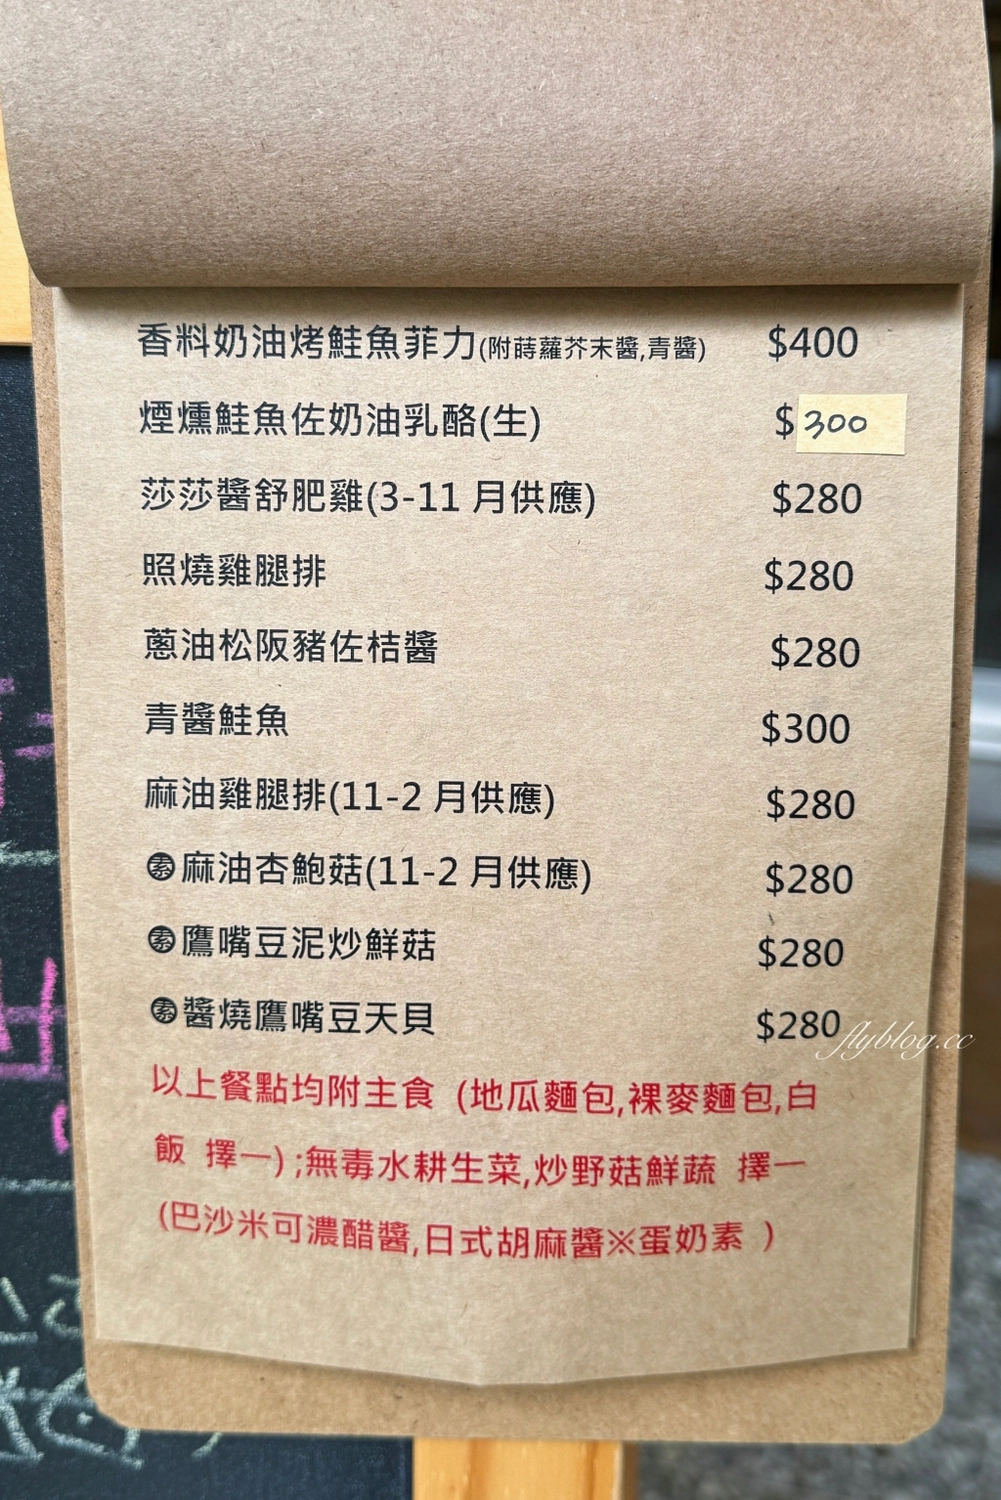 香料奶油烤鮭魚菲力(附蒔蘿芥末醬,青醬) $400
煙燻鮭魚佐奶油乳酪(生) $300
莎莎醬舒肥雞(3-11 月供應) $280
照燒雞腿排 $280
蔥油松阪豬佐桔醬 $280
青醬鮭魚 $300
麻油雞腿排(11-2 月供應) $280
素麻油杏鮑菇(11-2 月供應) $280
素鷹嘴豆泥炒鮮菇 $280
素醬燒鷹嘴豆天貝 $280
flyblog.cc
以上餐點均附主食 (地瓜麵包,裸麥麵包,白
飯 擇一) ;無毒水耕生菜,炒野菇鮮蔬 擇一
(巴沙米可濃醋醬,日式胡麻醬※蛋奶素 )